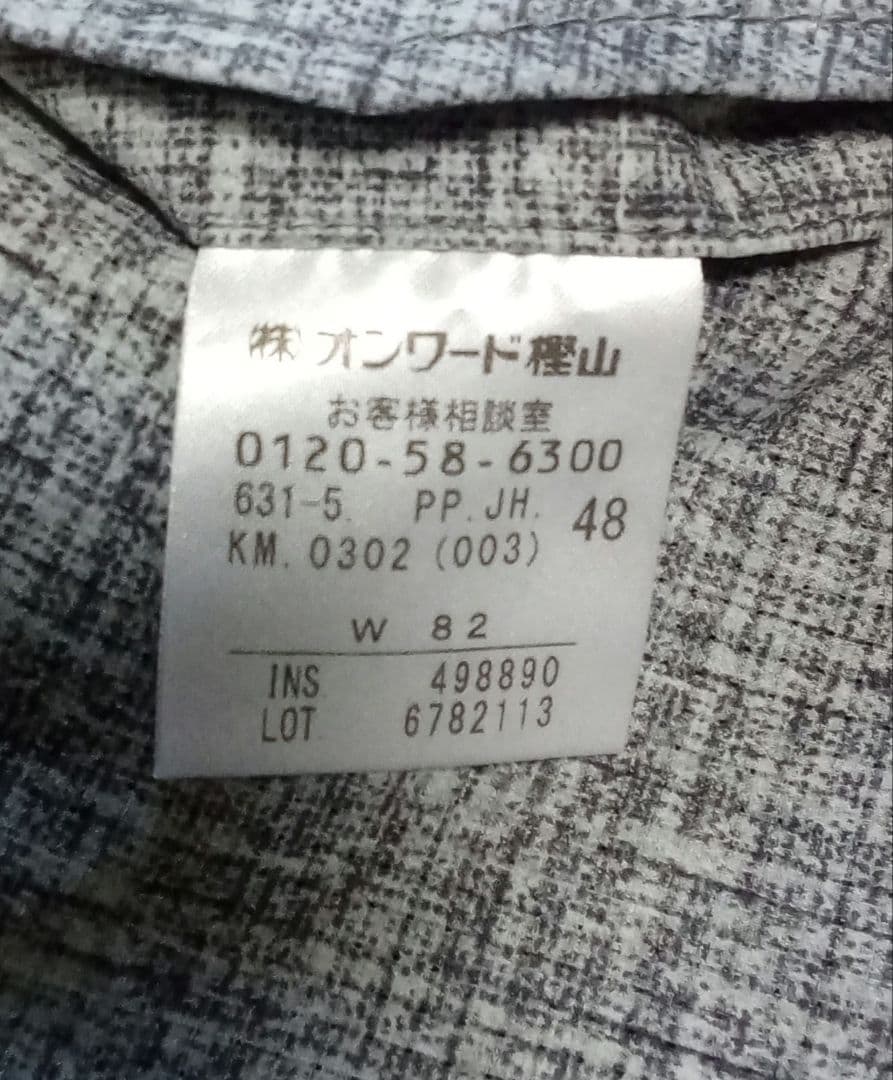 (株)オンワード樫山
お客様相談室
0120-58-6300
631-5. PP.JH. 48
KM. 0302 (003)
W 82
INS 498890
LOT 6782113